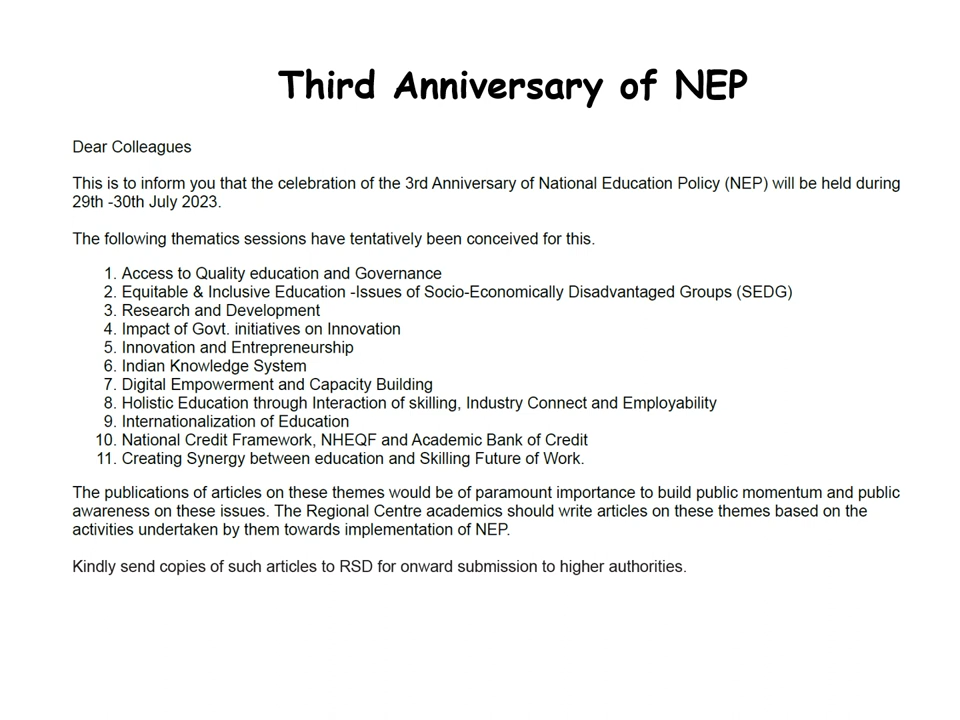 Third Anniversary of NEP
Dear Colleagues
This is to inform you that the celebration of the 3rd Anniversary of National Education Policy (NEP) will be held during
29th -30th July 2023.
The following thematics sessions have tentatively been conceived for this.
1. Access to Quality education and Governance
2. Equitable & Inclusive Education -Issues of Socio-Economically Disadvantaged Groups (SEDG)
3. Research and Development
4. Impact of Govt. initiatives on Innovation
5. Innovation and Entrepreneurship
6. Indian Knowledge System
7. Digital Empowerment and Capacity Building
8. Holistic Education through Interaction of skilling, Industry Connect and Employability
9. Internationalization of Education
10. National Credit Framework, NHEQF and Academic Bank of Credit
11. Creating Synergy between education and Skilling Future of Work.
The publications of articles on these themes would be of paramount importance to build public momentum and public
awareness on these issues. The Regional Centre academics should write articles on these themes based on the
activities undertaken by them towards implementation of NEP.
Kindly send copies of such articles to RSD for onward submission to higher authorities.